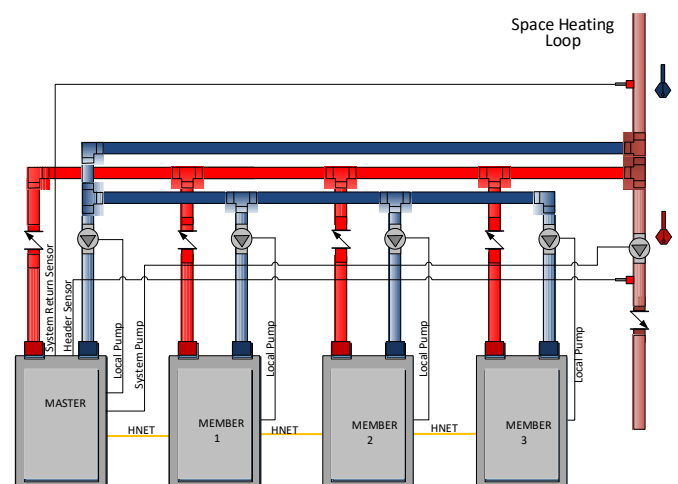 Space Heating
Loop
System Return Sensor
Header Sensor
Local Pump
System Pump
Local Pump
Local Pump
Local Pump
MASTER
HNET
MEMBER
1
HNET
MEMBER
2
HNET
MEMBER
3